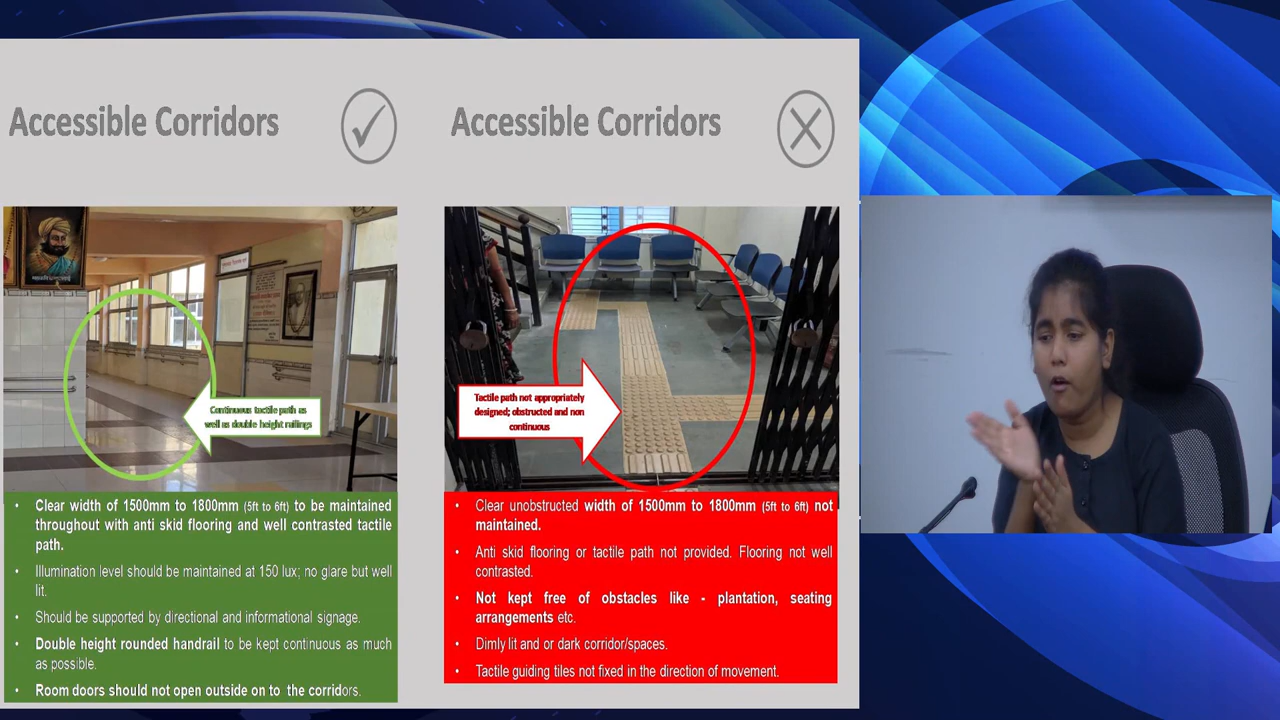 Accessible Corridors
Continuous tactile path as
well as double height railings
Clear width of 1500mm to 1800mm (5ft to 6ft) to be maintained
throughout with anti skid flooring and well contrasted tactile
path.
Illumination level should be maintained at 150 lux; no glare but well
lit.
Should be supported by directional and informational signage.
Double height rounded handrail to be kept continuous as much
as possible.
Room doors should not open outside on to the corridors.
Accessible Corridors
Tactile path not appropriately
designed; obstructed and non
continuous
Clear unobstructed width of 1500mm to 1800mm (5ft to 6ft) not
maintained.
Anti skid flooring or tactile path not provided. Flooring not well
contrasted.
Not kept free of obstacles like - plantation, seating
arrangements etc.
Dimly lit and or dark corridor/spaces.
Tactile guiding tiles not fixed in the direction of movement.